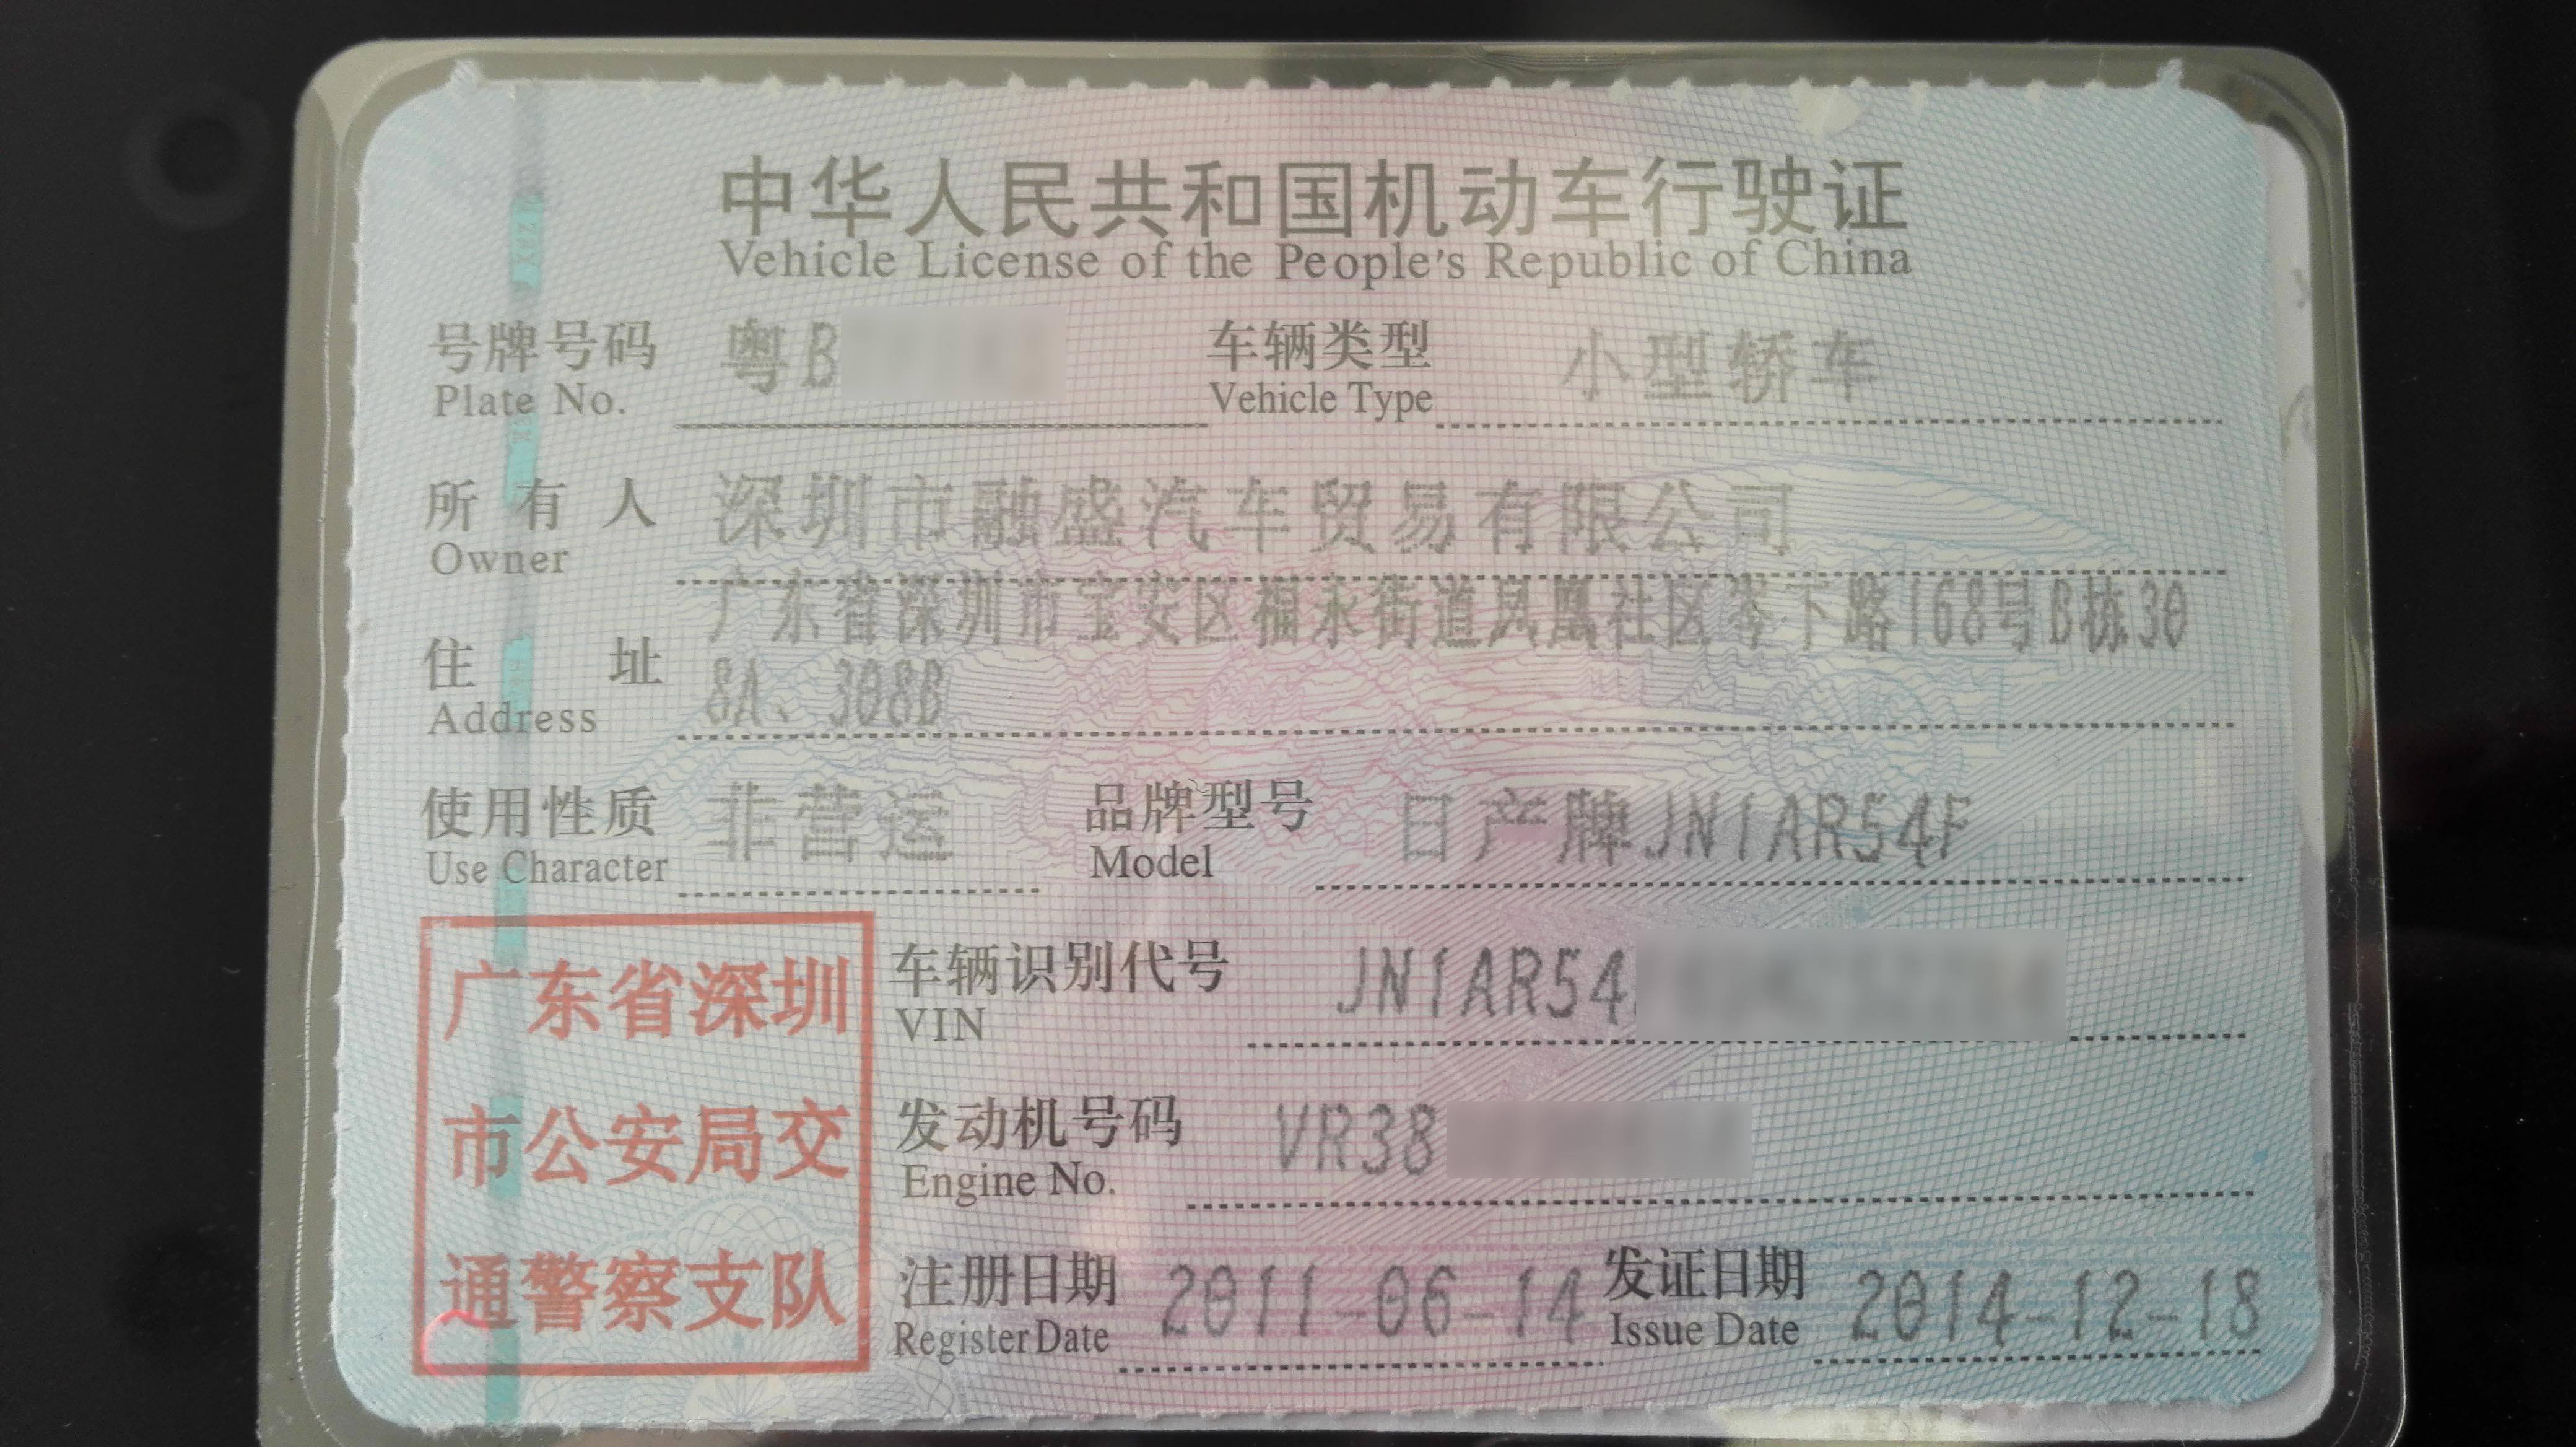 中华人民共和国机动车行驶证
Vehicle License of the People's Republic of China
号牌号码 粤B 车辆类型 小型轿车
Plate No. Vehicle Type
所有人 深圳市融盛汽车贸易有限公司
Owner
广东省深圳市宝安区福永街道凤凰社区岑下路168号B栋30
住址 8A、308B
Address
使用性质 非营运 品牌型号 日产牌JN1AR54F
Use Character Model
广东省深圳
市公安局交
通警察支队
车辆识别代号 JN1AR54
VIN
发动机号码 VR38
Engine No.
注册日期 2011-06-14 发证日期 2014-12-18
Register Date Issue Date